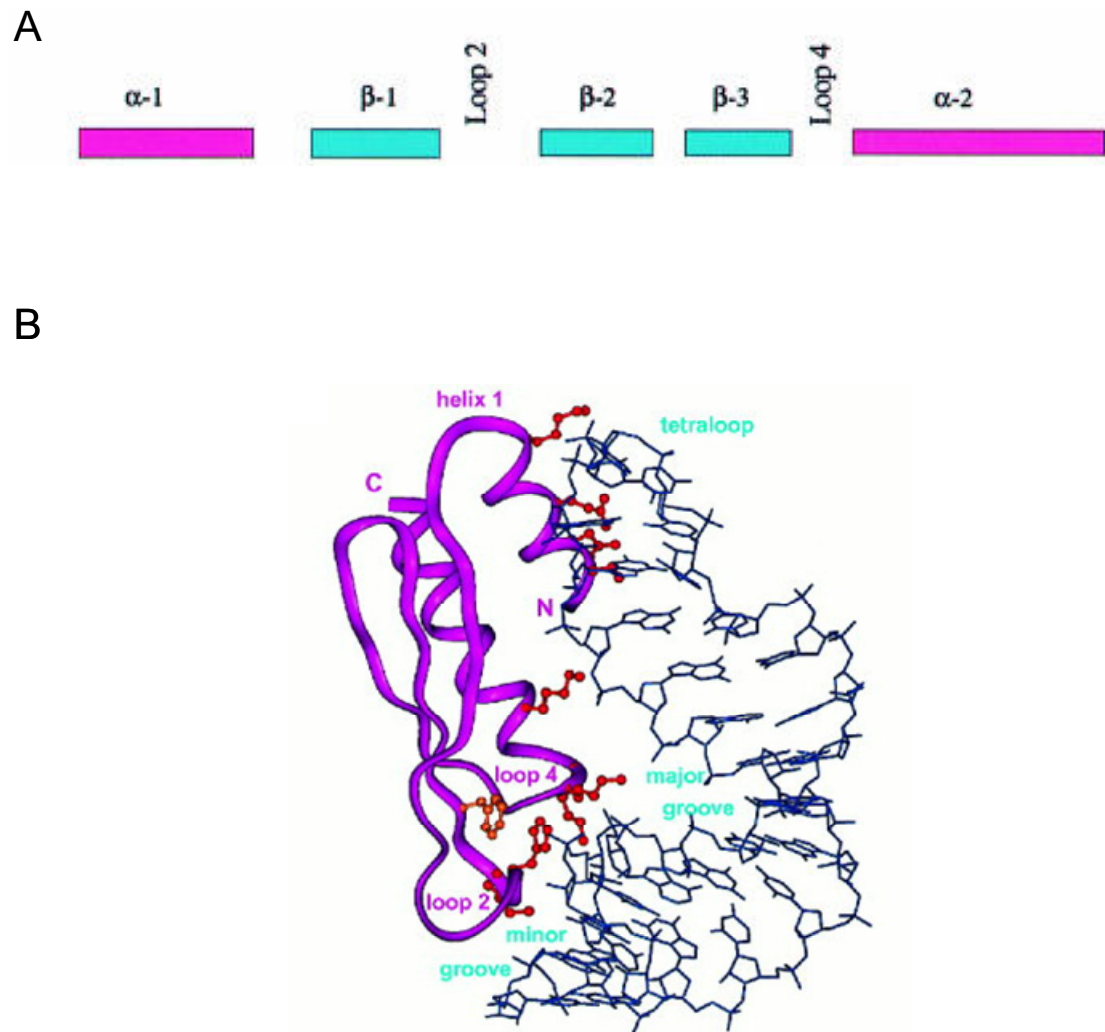 A
α-1
β-1
Loop 2
β-2
β-3
Loop 4
α-2
B
helix 1
tetraloop
C
N
loop 4
major
groove
loop 2
minor
groove